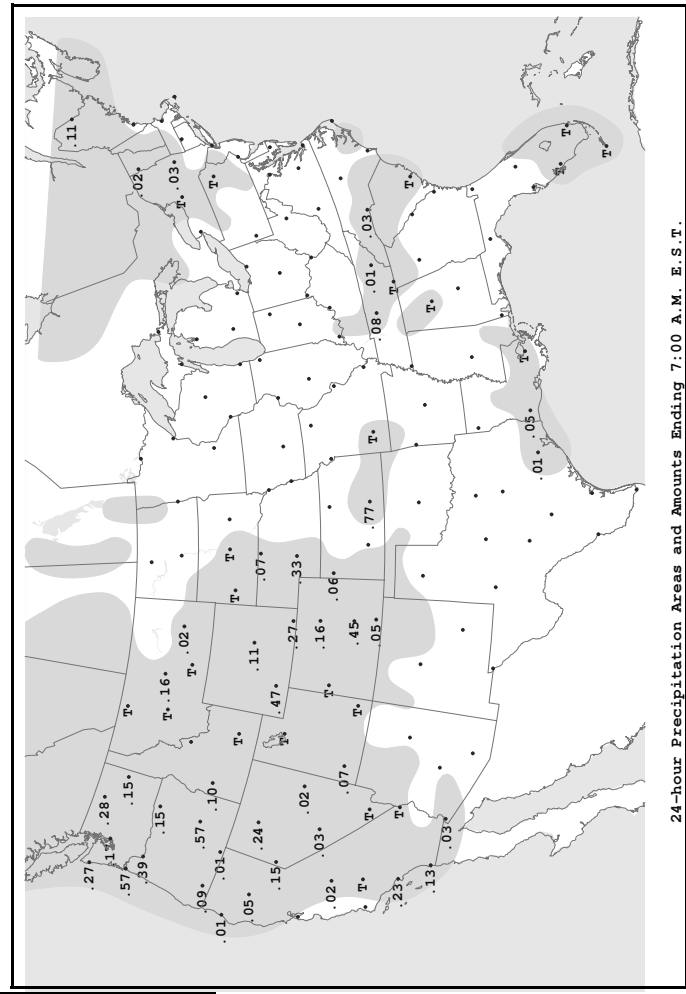 .11
.27
.28
.57
.15
T
.02
.39
.15
.16
T
.03
T
.02
T
.57
.09
.10
T
.01
.01
T
T
T
.05
.11
.24
.07
.15
.47
T
.27
.33
.02
.03
.16
T
.02
.06
.07
.45
T
T
.03
T
.77
.01
T
.05
.08
T
.23
T
T
.13
T
.03
T
.05
.01
T
T
T
24-hour Precipitation Areas and Amounts Ending 7:00 A.M. E.S.T.